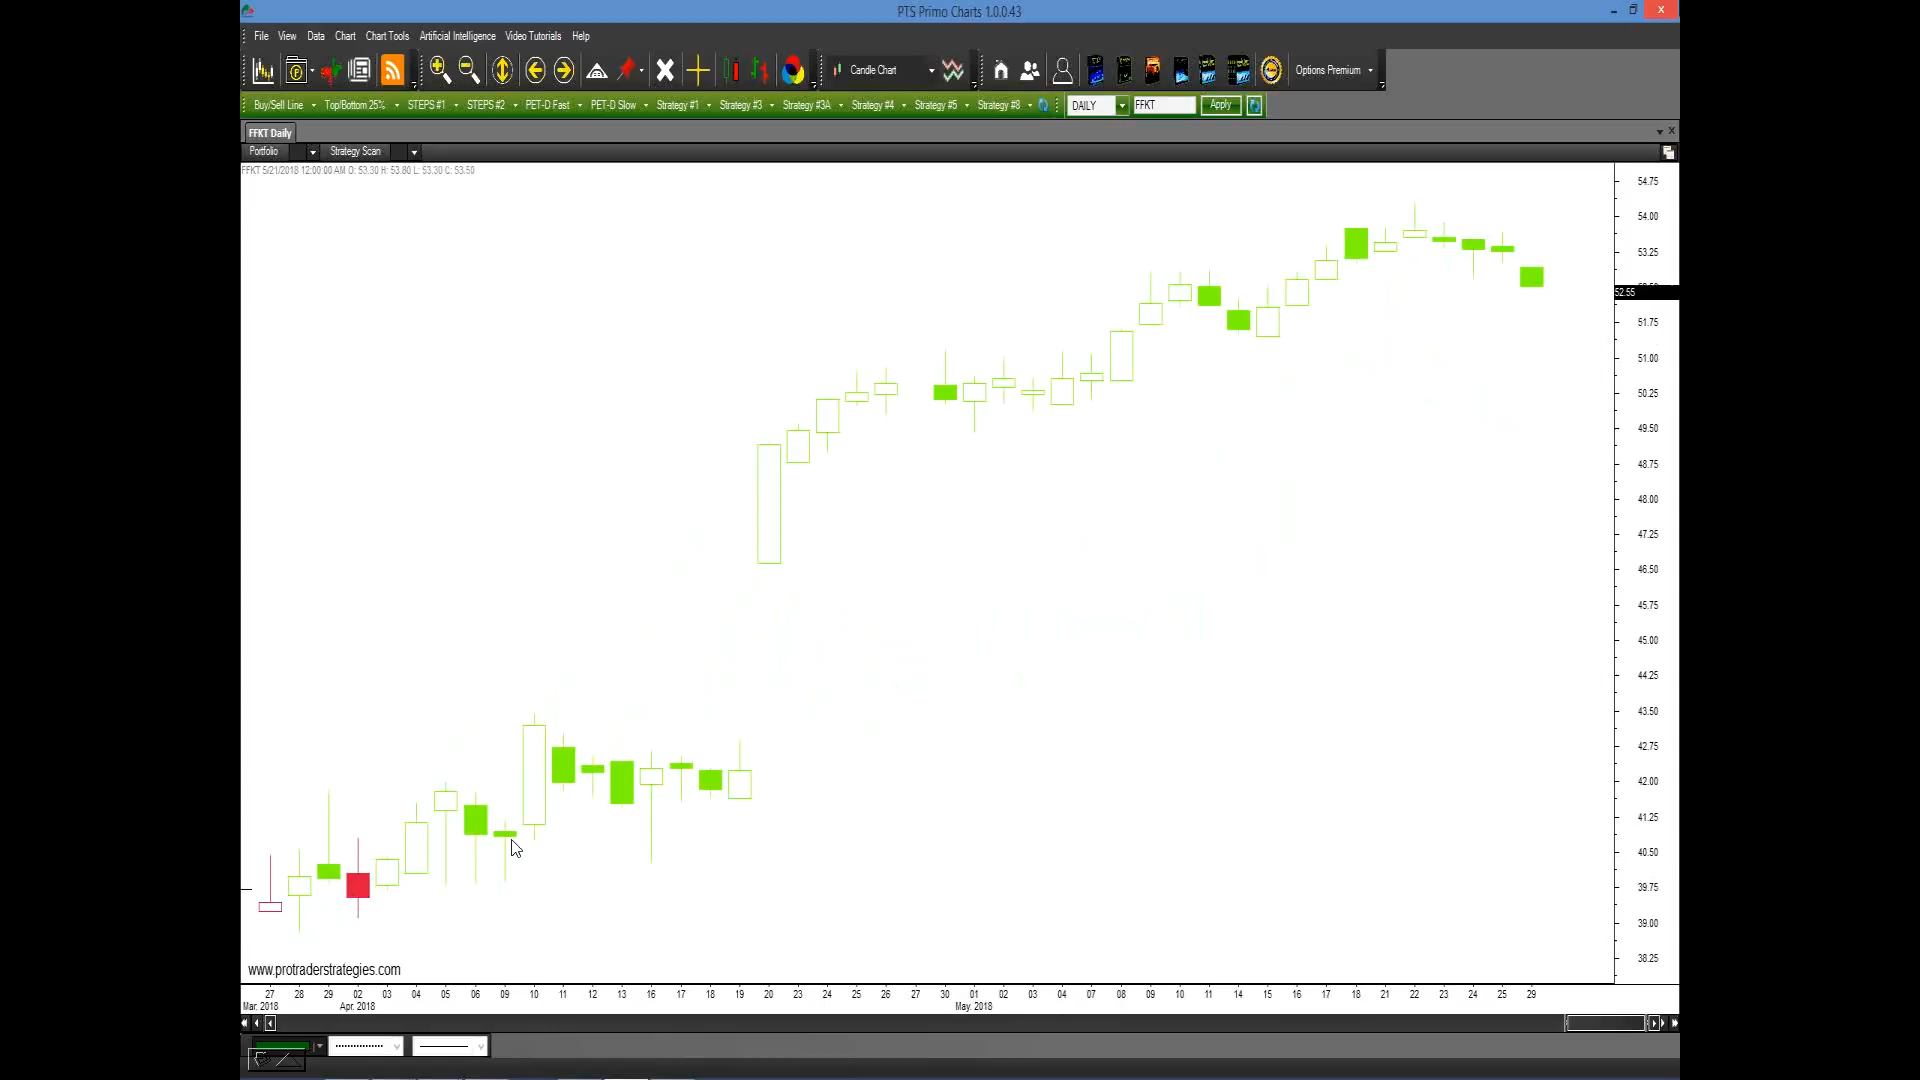 PTS Primo Charts 1.0.0.43
File View Data Chart Chart Tools Artificial Intelligence Video Tutorials Help
Candle Chart Options Premium
Buy/Sell Line Top/Bottom 25% STEPS #1 STEPS #2 PET-D Fast PET-D Slow Strategy #1 Strategy #3 Strategy #3A Strategy #4 Strategy #5 Strategy #8 DAILY FFKT Apply
FFKT Daily
Portfolio Strategy Scan
FFKT 5/21/2018 12:00:00 AM O: 53.30 H: 53.80 L: 53.30 C: 53.50
54.75
54.00
53.25
52.55
51.75
51.00
50.25
49.50
48.75
48.00
47.25
46.50
45.75
45.00
44.25
43.50
42.75
42.00
41.25
40.50
39.75
39.00
38.25
www.protraderstrategies.com
27 28 29 02 03 04 05 06 09 10 11 12 13 16 17 18 19 20 23 24 25 26 27 30 01 02 03 04 07 08 09 10 11 14 15 16 17 18 21 22 23 24 25 29
Mar. 2018 Apr. 2018 May. 2018